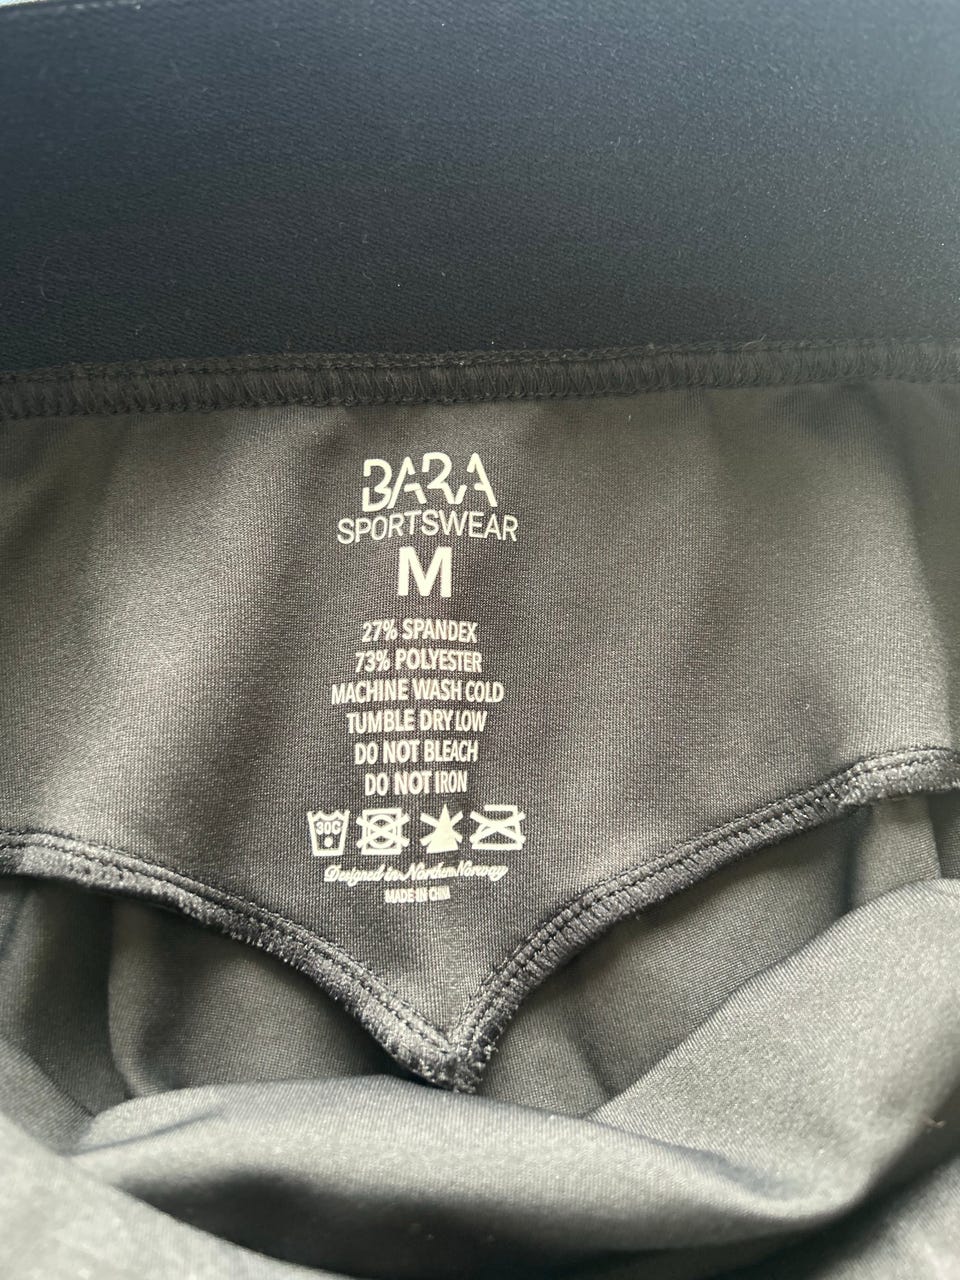 BARA
SPORTSWEAR
M
27% SPANDEX
73% POLYESTER
MACHINE WASH COLD
TUMBLE DRY LOW
DO NOT BLEACH
DO NOT IRON
30C
Designed in Northern Norway
MADE IN CHINA